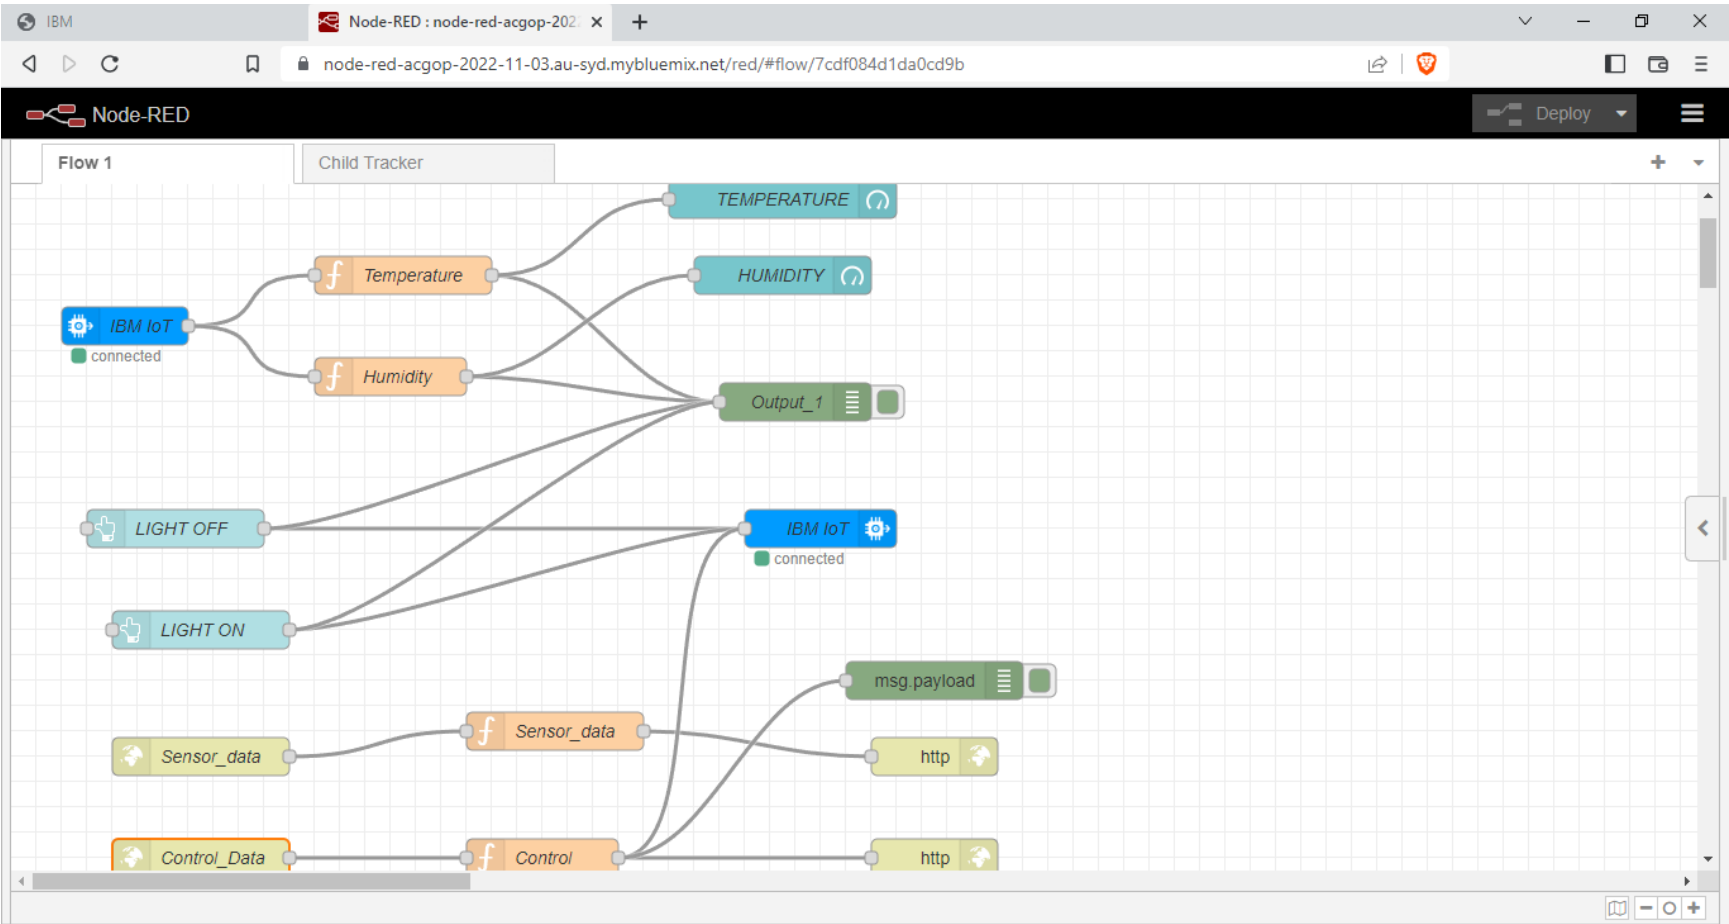 IBM
Node-RED : node-red-acgop-202
node-red-acgop-2022-11-03.au-syd.mybluemix.net/red/#flow/7cdf084d1da0cd9b
Node-RED
Deploy
Flow 1
Child Tracker
TEMPERATURE
Temperature
HUMIDITY
IBM IoT
connected
Humidity
Output_1
LIGHT OFF
IBM IoT
connected
LIGHT ON
msg.payload
Sensor_data
Sensor_data
http
Control_Data
Control
http